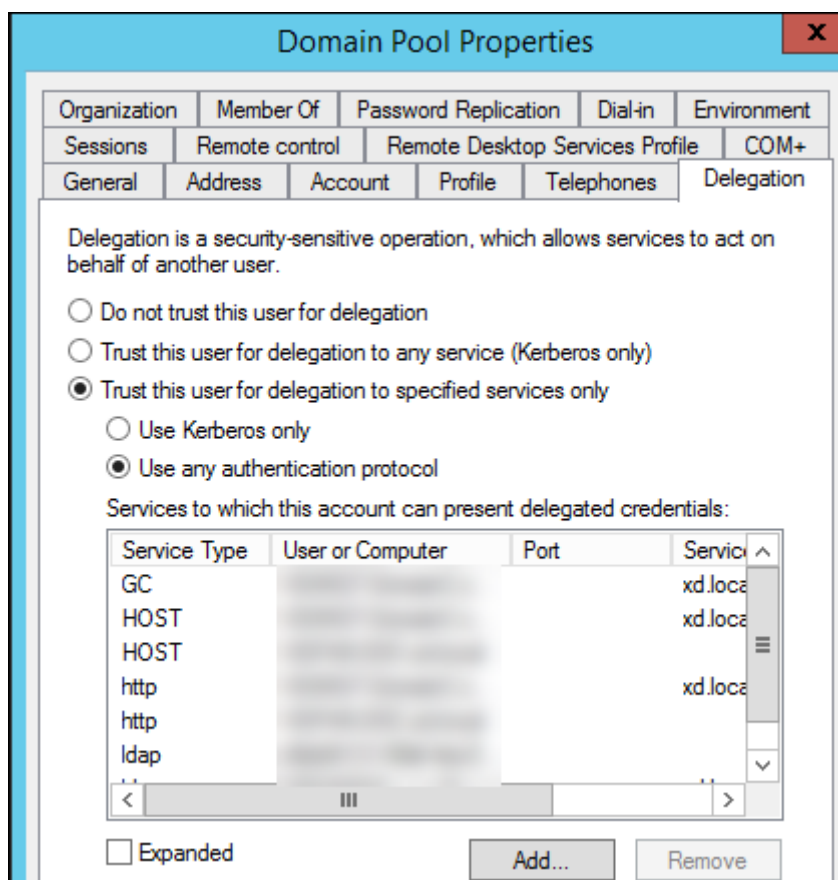 Domain Pool Properties
x
Organization Member Of Password Replication Dial-in Environment
Sessions Remote control Remote Desktop Services Profile COM+
General Address Account Profile Telephones Delegation
Delegation is a security-sensitive operation, which allows services to act on
behalf of another user.
Do not trust this user for delegation
Trust this user for delegation to any service (Kerberos only)
Trust this user for delegation to specified services only
Use Kerberos only
Use any authentication protocol
Services to which this account can present delegated credentials:
Service Type User or Computer Port Servic
GC xd.loca
HOST xd.loca
HOST
http xd.loca
http
ldap
Expanded Add... Remove